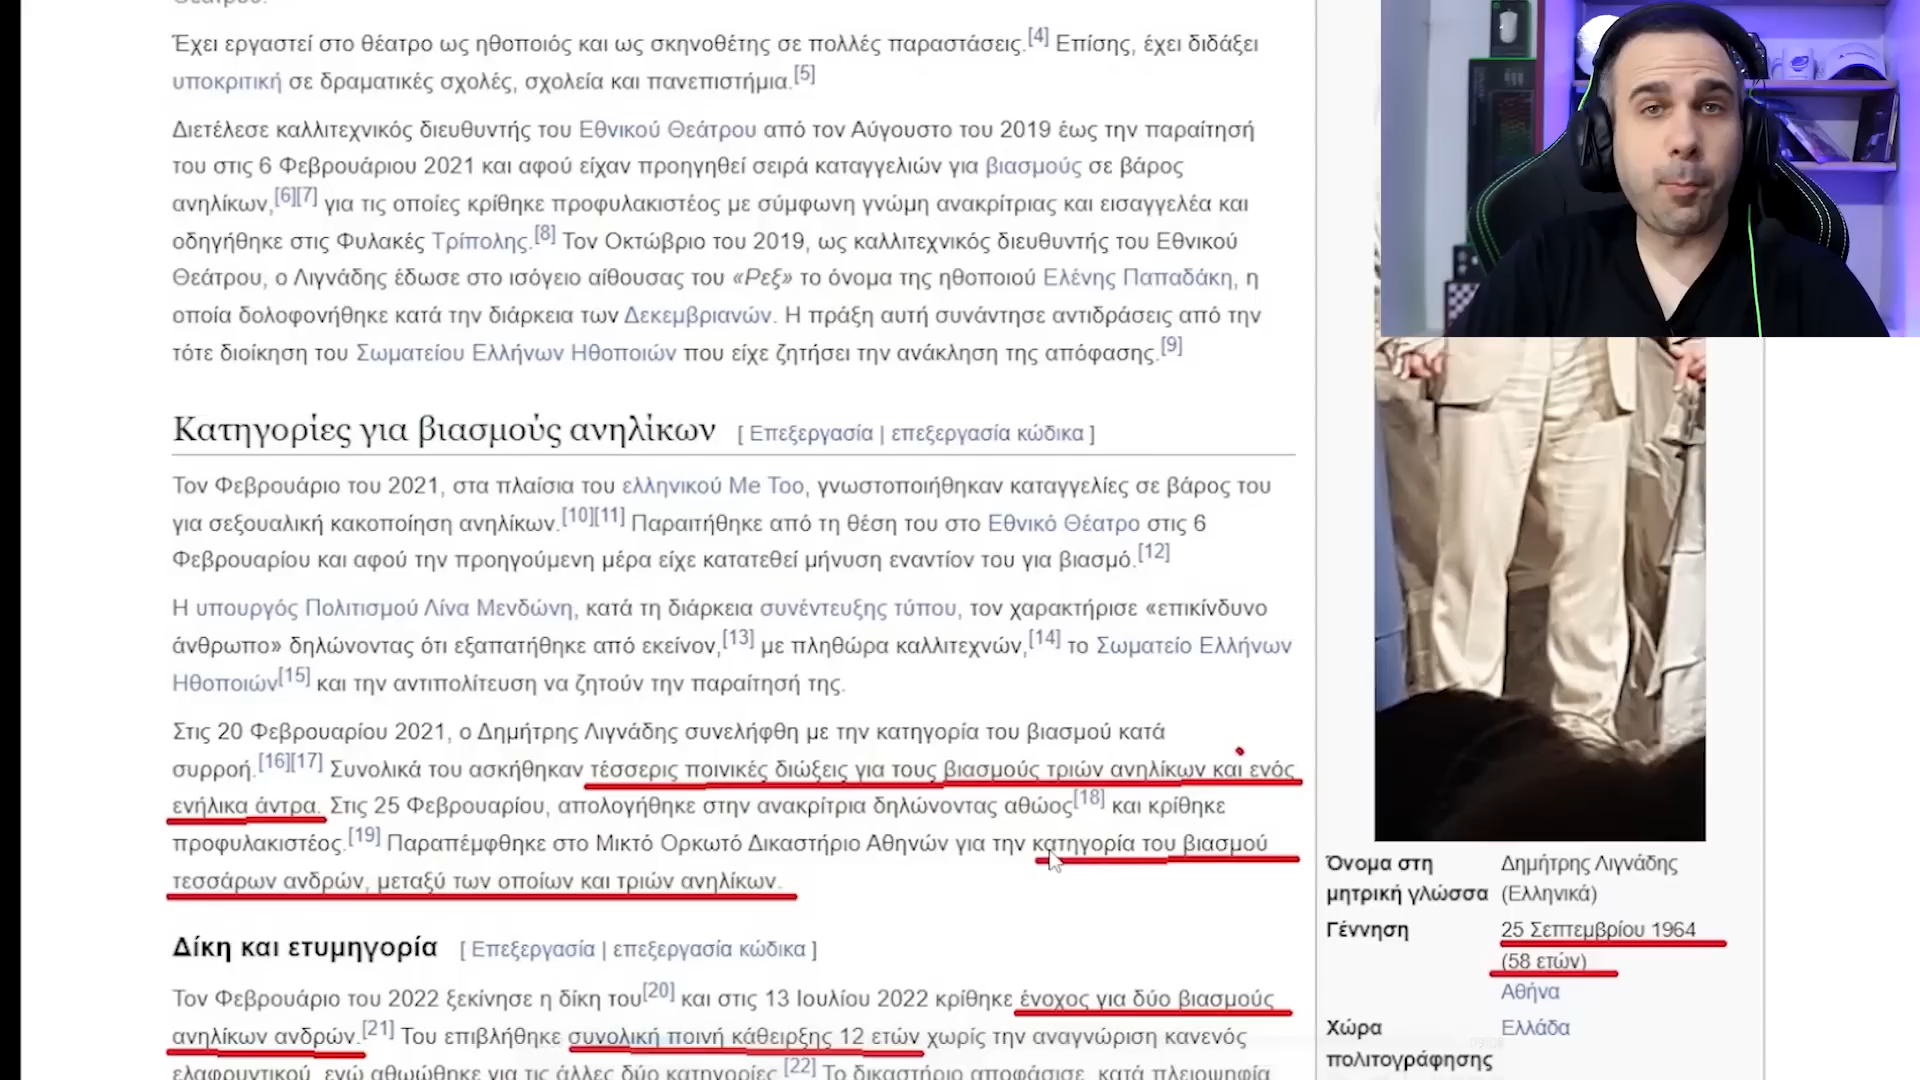 Θεάτρου.
Έχει εργαστεί στο θέατρο ως ηθοποιός και ως σκηνοθέτης σε πολλές παραστάσεις.[4] Επίσης, έχει διδάξει
υποκριτική σε δραματικές σχολές, σχολεία και πανεπιστήμια.[5]
Διετέλεσε καλλιτεχνικός διευθυντής του Εθνικού Θεάτρου από τον Αύγουστο του 2019 έως την παραίτησή
του στις 6 Φεβρουάριου 2021 και αφού είχαν προηγηθεί σειρά καταγγελιών για βιασμούς σε βάρος
ανηλίκων,[6][7] για τις οποίες κρίθηκε προφυλακιστέος με σύμφωνη γνώμη ανακρίτριας και εισαγγελέα και
οδηγήθηκε στις Φυλακές Τρίπολης.[8] Τον Οκτώβριο του 2019, ως καλλιτεχνικός διευθυντής του Εθνικού
Θεάτρου, ο Λιγνάδης έδωσε στο ισόγειο αίθουσας του «Ρεξ» το όνομα της ηθοποιού Ελένης Παπαδάκη, η
οποία δολοφονήθηκε κατά την διάρκεια των Δεκεμβριανών. Η πράξη αυτή συνάντησε αντιδράσεις από την
τότε διοίκηση του Σωματείου Ελλήνων Ηθοποιών που είχε ζητήσει την ανάκληση της απόφασης.[9]
Κατηγορίες για βιασμούς ανηλίκων [ Επεξεργασία | επεξεργασία κώδικα ]
Τον Φεβρουάριο του 2021, στα πλαίσια του ελληνικού Me Too, γνωστοποιήθηκαν καταγγελίες σε βάρος του
για σεξουαλική κακοποίηση ανηλίκων.[10][11] Παραιτήθηκε από τη θέση του στο Εθνικό Θέατρο στις 6
Φεβρουαρίου και αφού την προηγούμενη μέρα είχε κατατεθεί μήνυση εναντίον του για βιασμό.[12]
Η υπουργός Πολιτισμού Λίνα Μενδώνη, κατά τη διάρκεια συνέντευξης τύπου, τον χαρακτήρισε «επικίνδυνο
άνθρωπο» δηλώνοντας ότι εξαπατήθηκε από εκείνον,[13] με πληθώρα καλλιτεχνών,[14] το Σωματείο Ελλήνων
Ηθοποιών[15] και την αντιπολίτευση να ζητούν την παραίτησή της.
Στις 20 Φεβρουαρίου 2021, ο Δημήτρης Λιγνάδης συνελήφθη με την κατηγορία του βιασμού κατά
συρροή.[16][17] Συνολικά του ασκήθηκαν τέσσερις ποινικές διώξεις για τους βιασμούς τριών ανηλίκων και ενός
ενήλικα άντρα. Στις 25 Φεβρουαρίου, απολογήθηκε στην ανακρίτρια δηλώνοντας αθώος[18] και κρίθηκε
προφυλακιστέος.[19] Παραπέμφθηκε στο Μικτό Ορκωτό Δικαστήριο Αθηνών για την κατηγορία του βιασμού
τεσσάρων ανδρών, μεταξύ των οποίων και τριών ανηλίκων.
Δίκη και ετυμηγορία [ Επεξεργασία | επεξεργασία κώδικα ]
Τον Φεβρουάριο του 2022 ξεκίνησε η δίκη του[20] και στις 13 Ιουλίου 2022 κρίθηκε ένοχος για δύο βιασμούς
ανηλίκων ανδρών.[21] Του επιβλήθηκε συνολική ποινή κάθειρξης 12 ετών χωρίς την αναγνώριση κανενός
ελαφρυντικού, ενώ αθωώθηκε για τις άλλες δύο κατηγορίες.[22] Το δικαστήριο αποφάσισε, κατά πλειοψηφία
Όνομα στη μητρική γλώσσα Δημήτρης Λιγνάδης (Ελληνικά)
Γέννηση 25 Σεπτεμβρίου 1964
(58 ετών)
Αθήνα
Χώρα πολιτογράφησης Ελλάδα